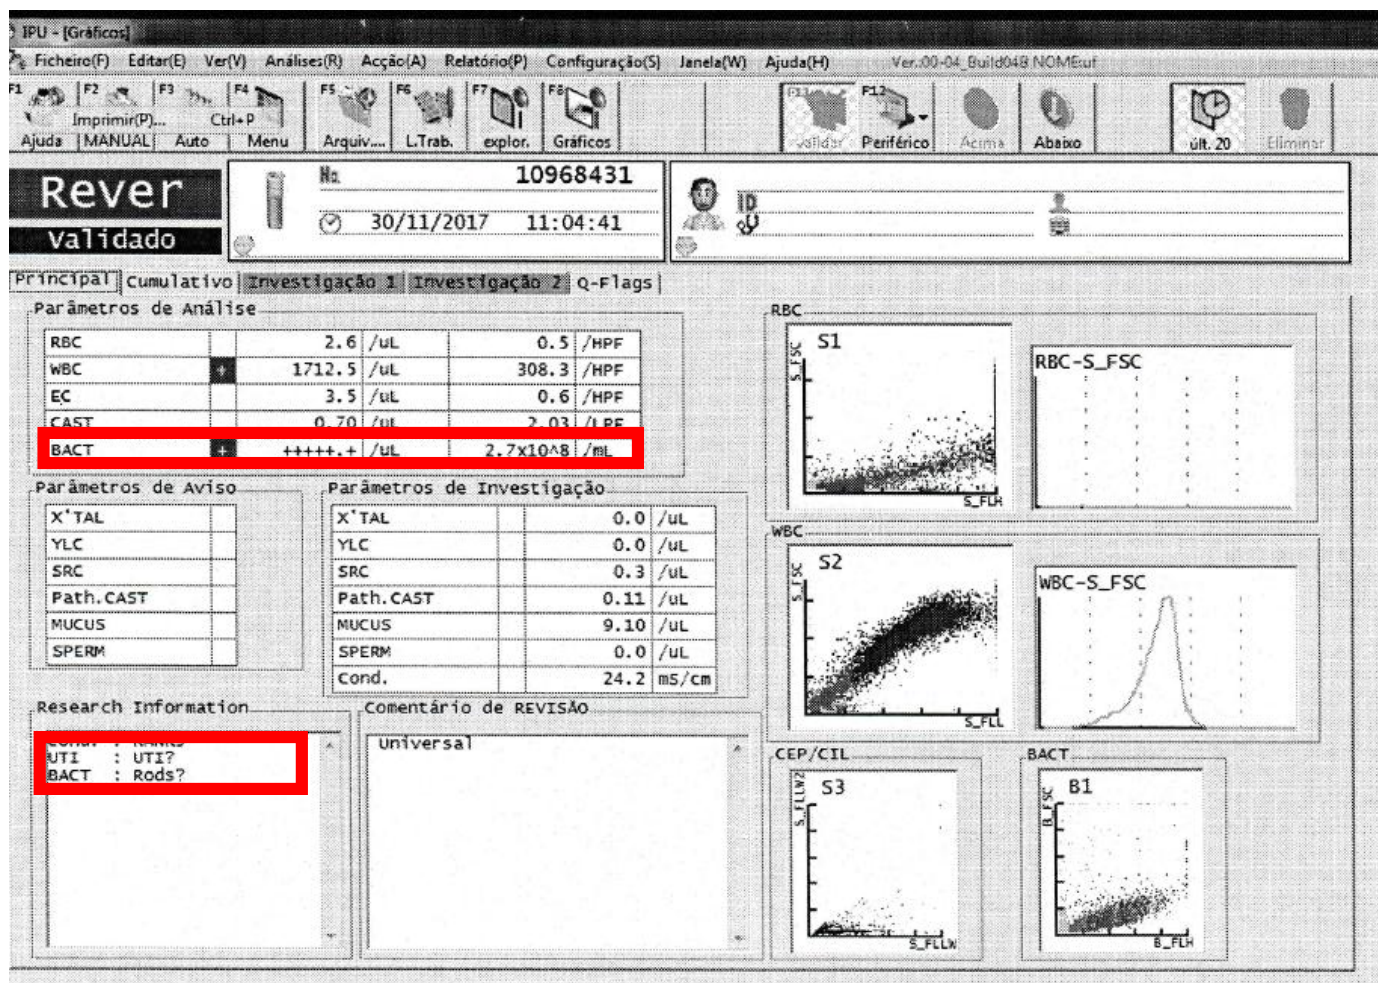 IPU - [Gráficos]
Ficheiro(F) Editar(E) Ver(V) Análises(R) Acção(A) Relatório(P) Configuração(S) Janela(W) Ajuda(H) Ver.:00-04_Build048 NOME:uf
F1 F2 F3 F4 F5 F6 F7 F8 F11 F12
Imprimir(P)... Ctrl+P
Ajuda MANUAL Auto Menu Arquiv.... L.Trab. explor. Gráficos validar Periférico Acima Abaixo últ. 20 Eliminar
Rever
Validado
No. 10968431
30/11/2017 11:04:41
ID
Principal Cumulativo Investigação 1 Investigação 2 Q-Flags
Parâmetros de Análise
RBC 2.6 /uL 0.5 /HPF
WBC + 1712.5 /uL 308.3 /HPF
EC 3.5 /uL 0.6 /HPF
CAST 0.70 /uL 2.03 /LPF
BACT + +++++.+ /uL 2.7x10^8 /mL
Parâmetros de Aviso
X'TAL
YLC
SRC
Path.CAST
MUCUS
SPERM
Parâmetros de Investigação
X'TAL 0.0 /uL
YLC 0.0 /uL
SRC 0.3 /uL
Path.CAST 0.11 /uL
MUCUS 9.10 /uL
SPERM 0.0 /uL
Cond. 24.2 mS/cm
Research Information
UTI : UTI?
BACT : Rods?
Comentário de REVISÃO
Universal
RBC
S1
S_FSC
S_FLH
RBC-S_FSC
WBC
S2
S_FSC
S_FLL
WBC-S_FSC
CEP/CIL
S3
S_FLLW2
S_FLLW
BACT
B1
B_FSC
B_FLH